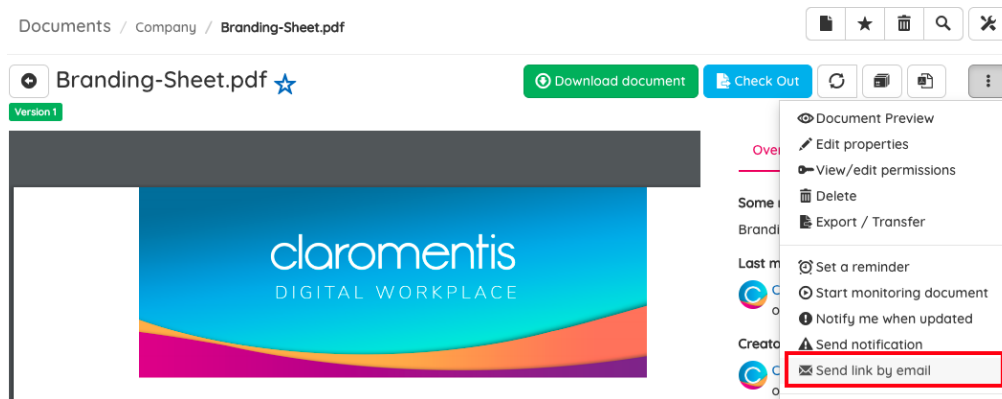 Documents / Company / Branding-Sheet.pdf
Branding-Sheet.pdf
Download document
Check Out
Version 1
Document Preview
Edit properties
View/edit permissions
Delete
Export / Transfer
Set a reminder
Start monitoring document
Notify me when updated
Send notification
Send link by email
Over
Some
Brandi
Last m
Creato
claromentis
DIGITAL WORKPLACE